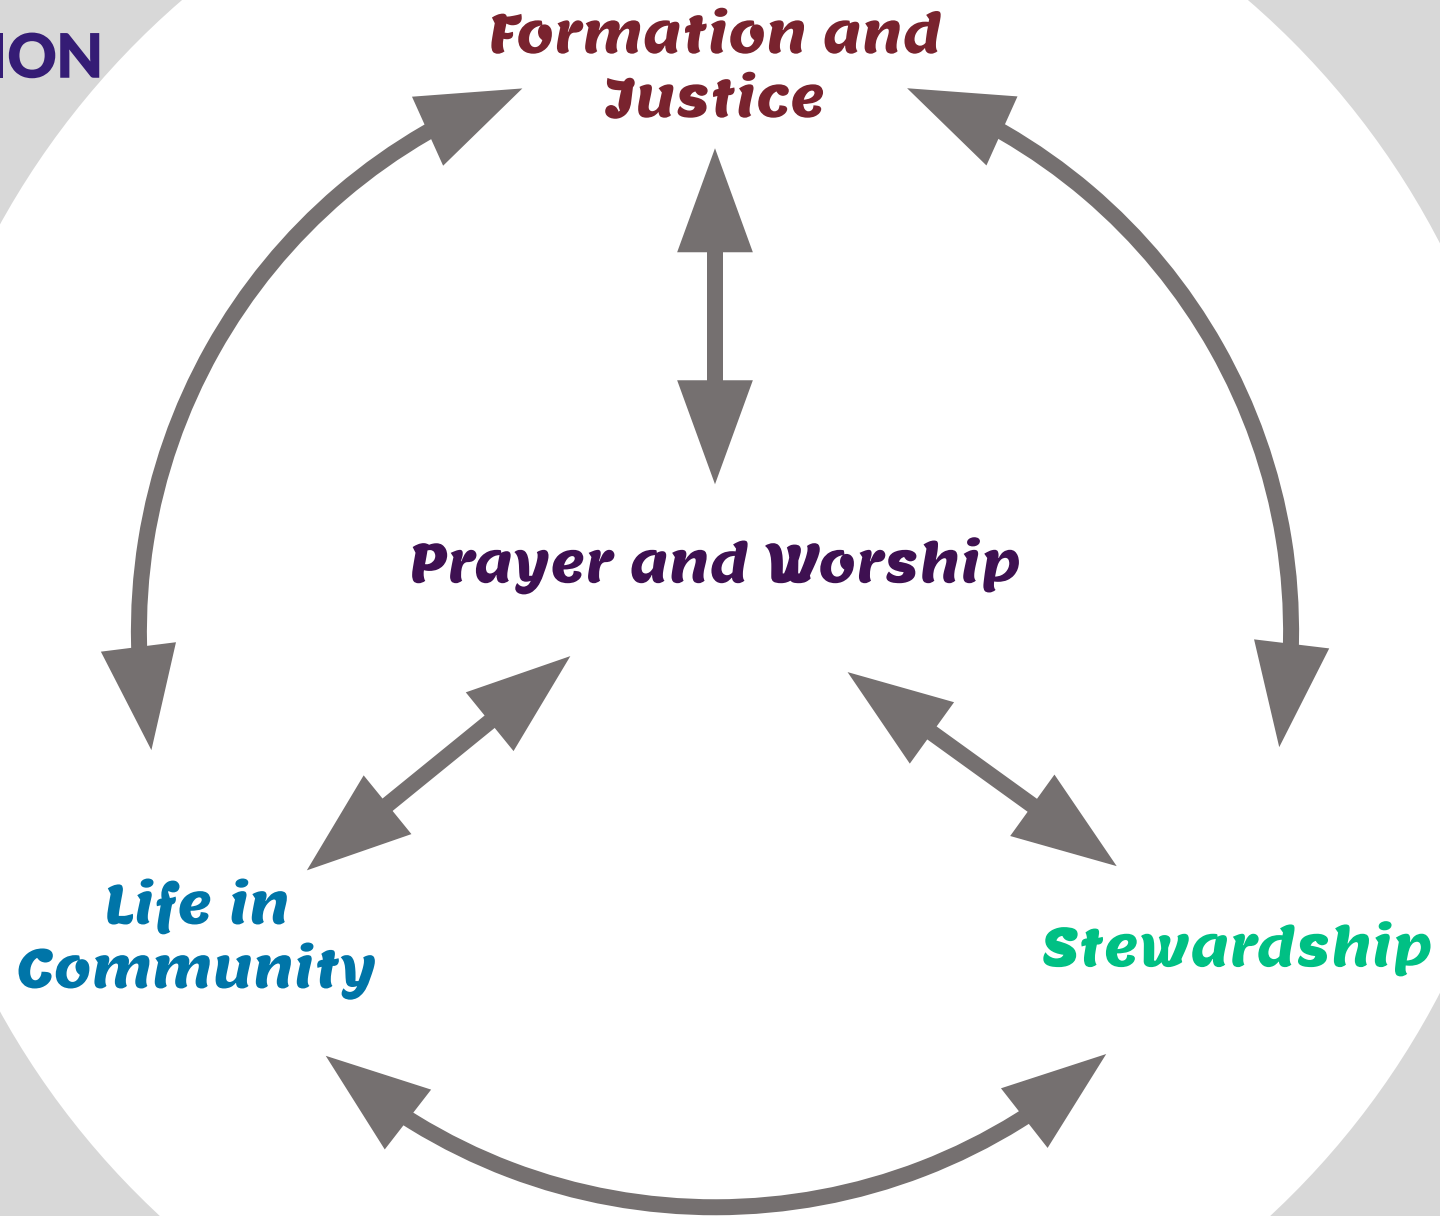 ION
Formation and
Justice
Prayer and Worship
Life in
Community
Stewardship